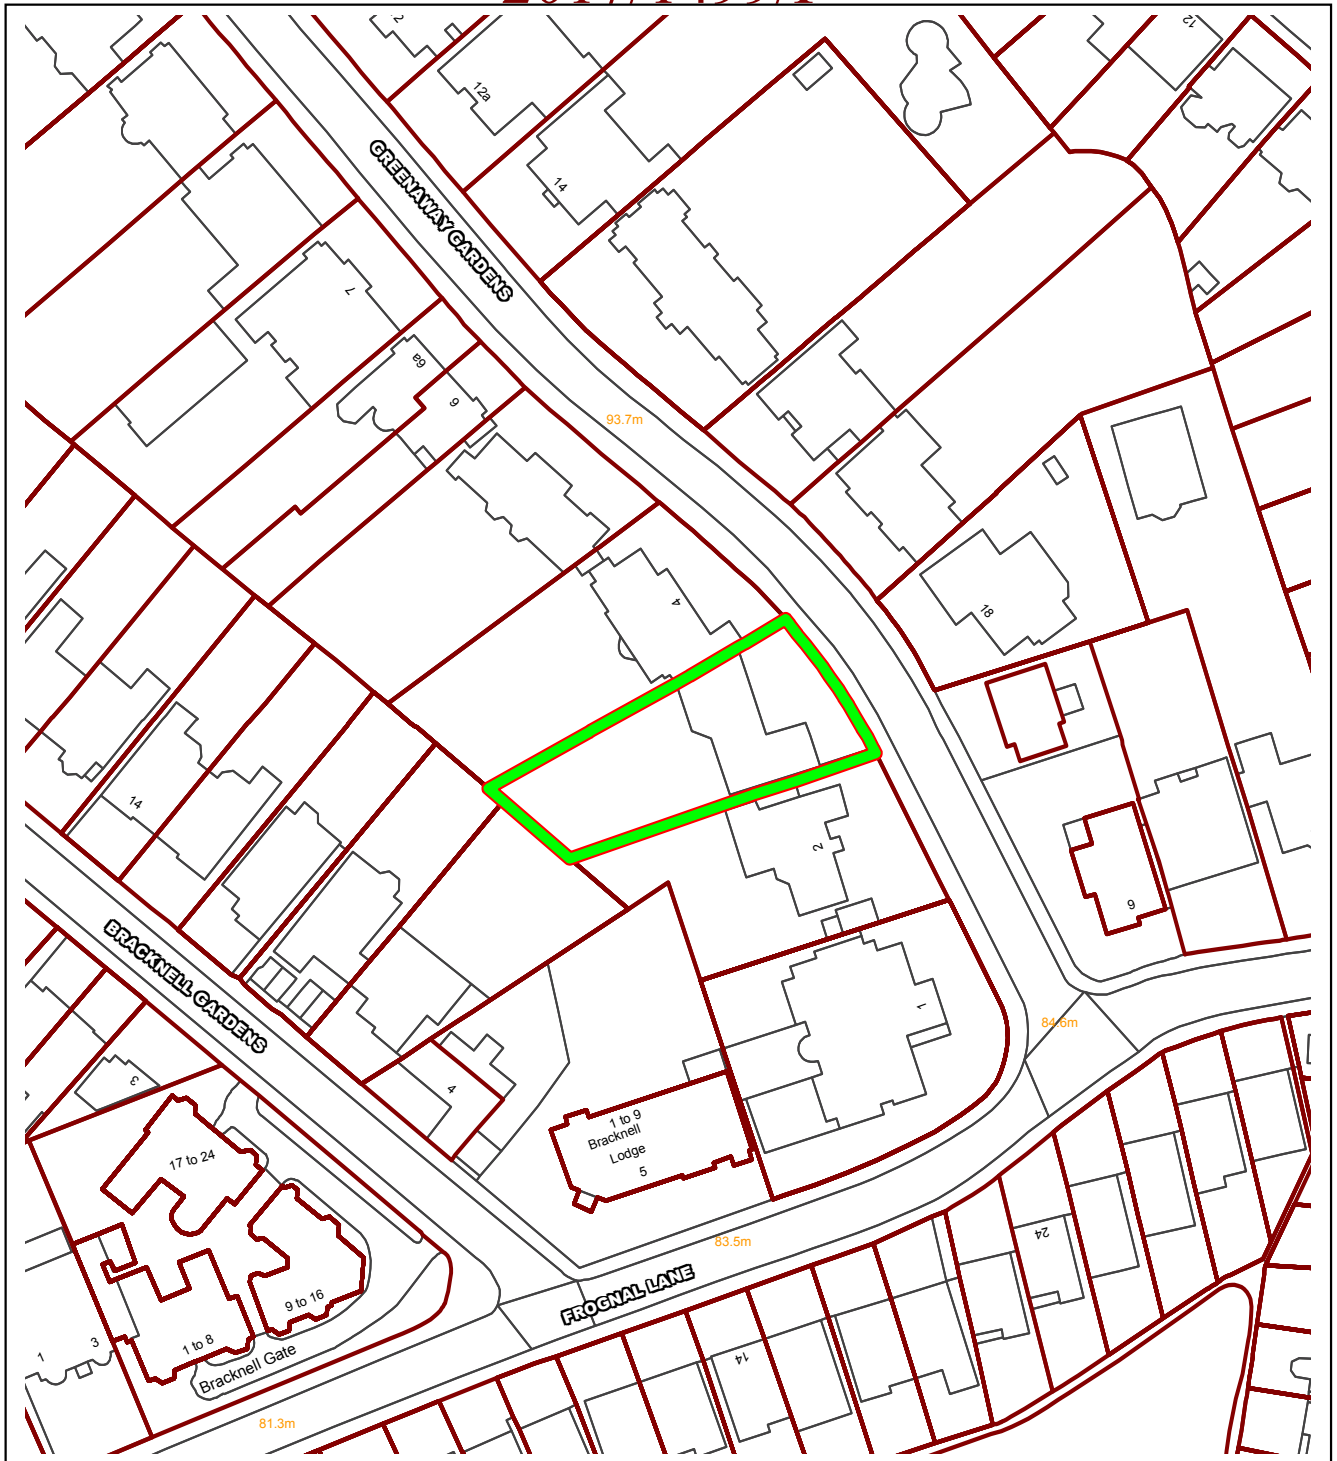 12
12a
14
GREENAWAY GARDENS
7
6a
6
93.7m
4
18
14
2
6
BRACKNELL GARDENS
1
84.6m
3
4
1 to 9
Bracknell
Lodge
5
17 to 24
9 to 16
1 to 8
Bracknell Gate
1
3
83.5m
FROGNAL LANE
24
14
81.3m